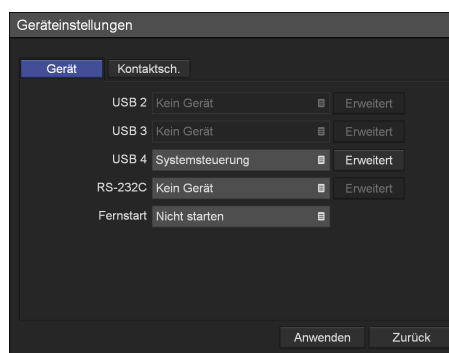 Geräteinstellungen
Gerät Kontaktsch.
USB 2 Kein Gerät Erweitert
USB 3 Kein Gerät Erweitert
USB 4 Systemsteuerung Erweitert
RS-232C Kein Gerät Erweitert
Fernstart Nicht starten
Anwenden Zurück